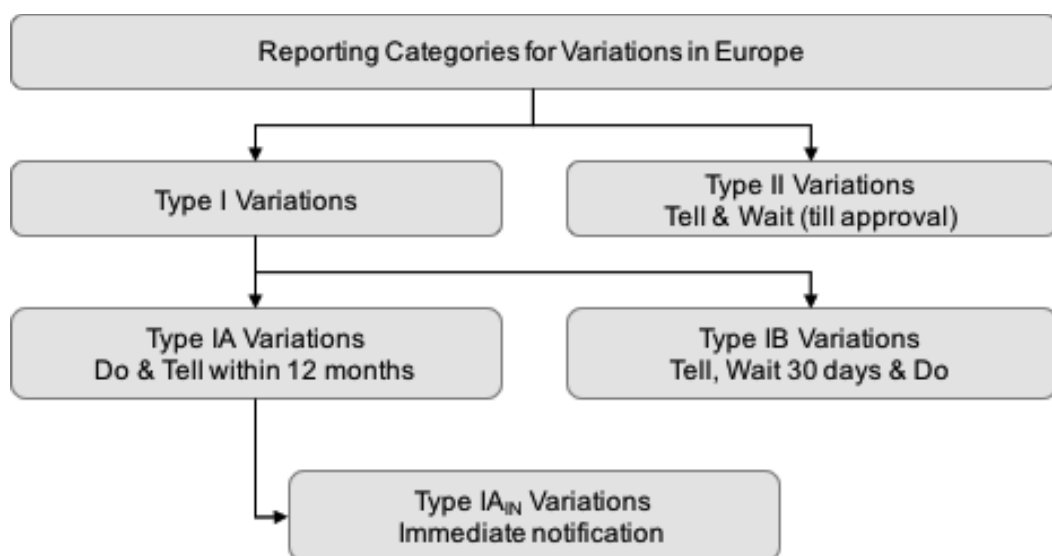 Reporting Categories for Variations in Europe
Type I Variations
Type II Variations
Tell & Wait (till approval)
Type IA Variations
Do & Tell within 12 months
Type IB Variations
Tell, Wait 30 days & Do
Type IAIN Variations
Immediate notification